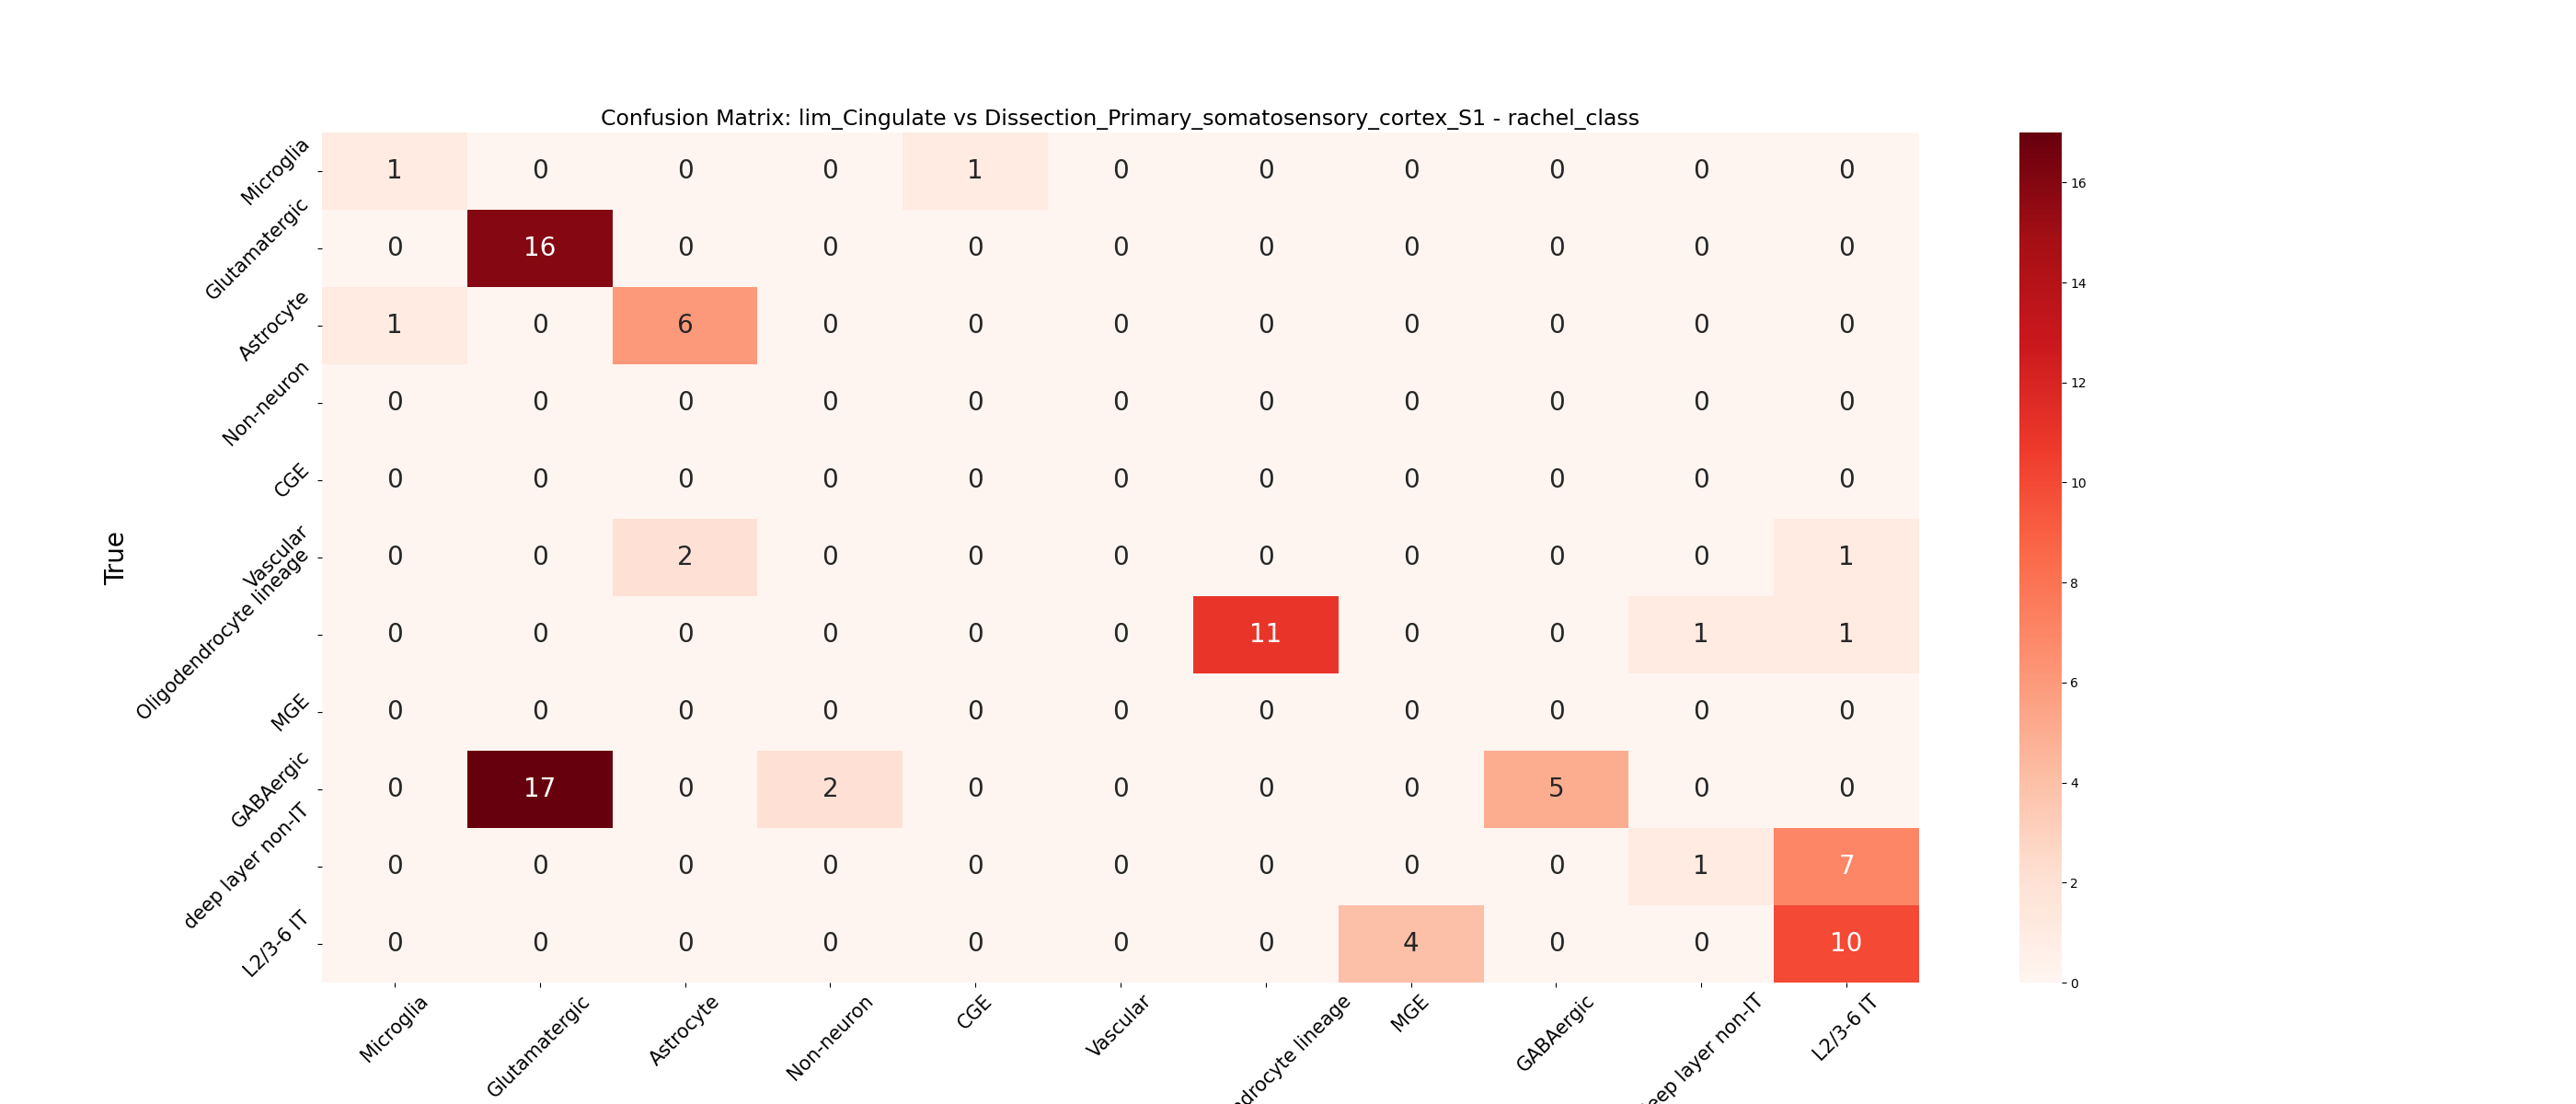 Confusion Matrix: lim_Cingulate vs Dissection_Primary_somatosensory_cortex_S1 - rachel_class
True
Microglia 1 0 0 0 1 0 0 0 0 0 0
Glutamatergic 0 16 0 0 0 0 0 0 0 0 0
Astrocyte 1 0 6 0 0 0 0 0 0 0 0
Non-neuron 0 0 0 0 0 0 0 0 0 0 0
CGE 0 0 0 0 0 0 0 0 0 0 0
Vascular 0 0 2 0 0 0 0 0 0 0 1
Oligodendrocyte lineage 0 0 0 0 0 0 11 0 0 1 1
MGE 0 0 0 0 0 0 0 0 0 0 0
GABAergic 0 17 0 2 0 0 0 0 5 0 0
deep layer non-IT 0 0 0 0 0 0 0 0 0 1 7
L2/3-6 IT 0 0 0 0 0 0 0 4 0 0 10
Microglia
Glutamatergic
Astrocyte
Non-neuron
CGE
Vascular
ndrocyte lineage
MGE
GABAergic
eep layer non-IT
L2/3-6 IT
16
14
12
10
8
6
4
2
0